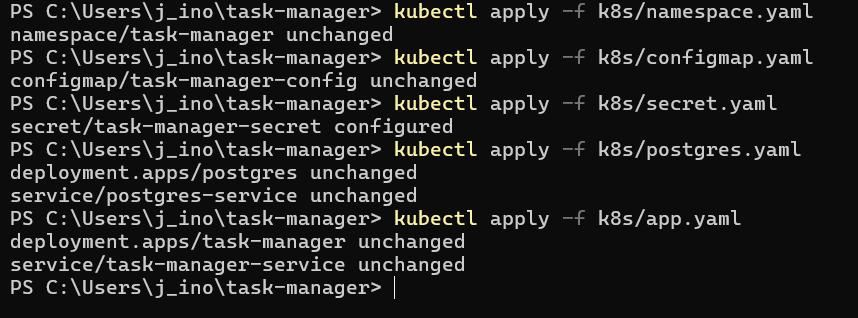 PS C:\Users\j_ino\task-manager> kubectl apply -f k8s/namespace.yaml
namespace/task-manager unchanged
PS C:\Users\j_ino\task-manager> kubectl apply -f k8s/configmap.yaml
configmap/task-manager-config unchanged
PS C:\Users\j_ino\task-manager> kubectl apply -f k8s/secret.yaml
secret/task-manager-secret configured
PS C:\Users\j_ino\task-manager> kubectl apply -f k8s/postgres.yaml
deployment.apps/postgres unchanged
service/postgres-service unchanged
PS C:\Users\j_ino\task-manager> kubectl apply -f k8s/app.yaml
deployment.apps/task-manager unchanged
service/task-manager-service unchanged
PS C:\Users\j_ino\task-manager>